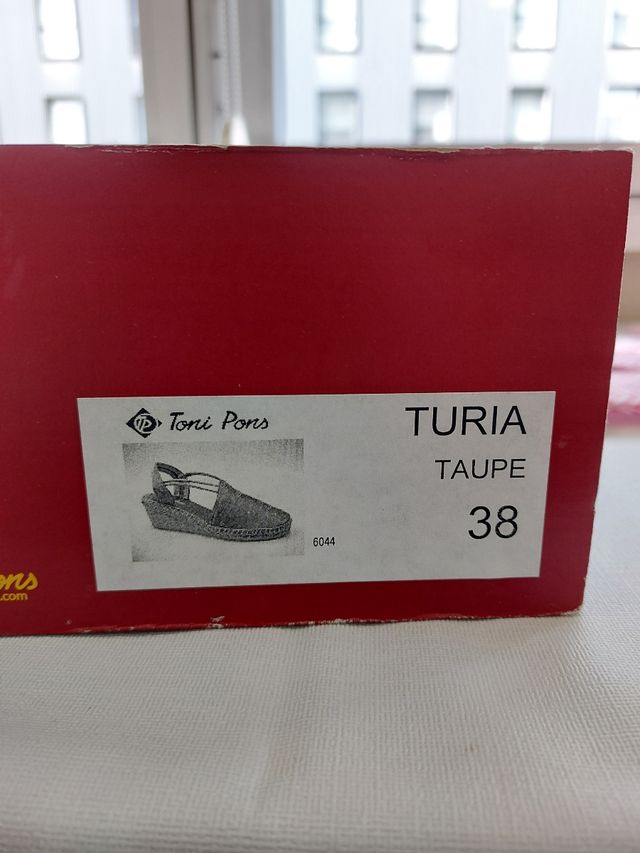 Toni Pons
TURIA
TAUPE
38
6044
ons
.com